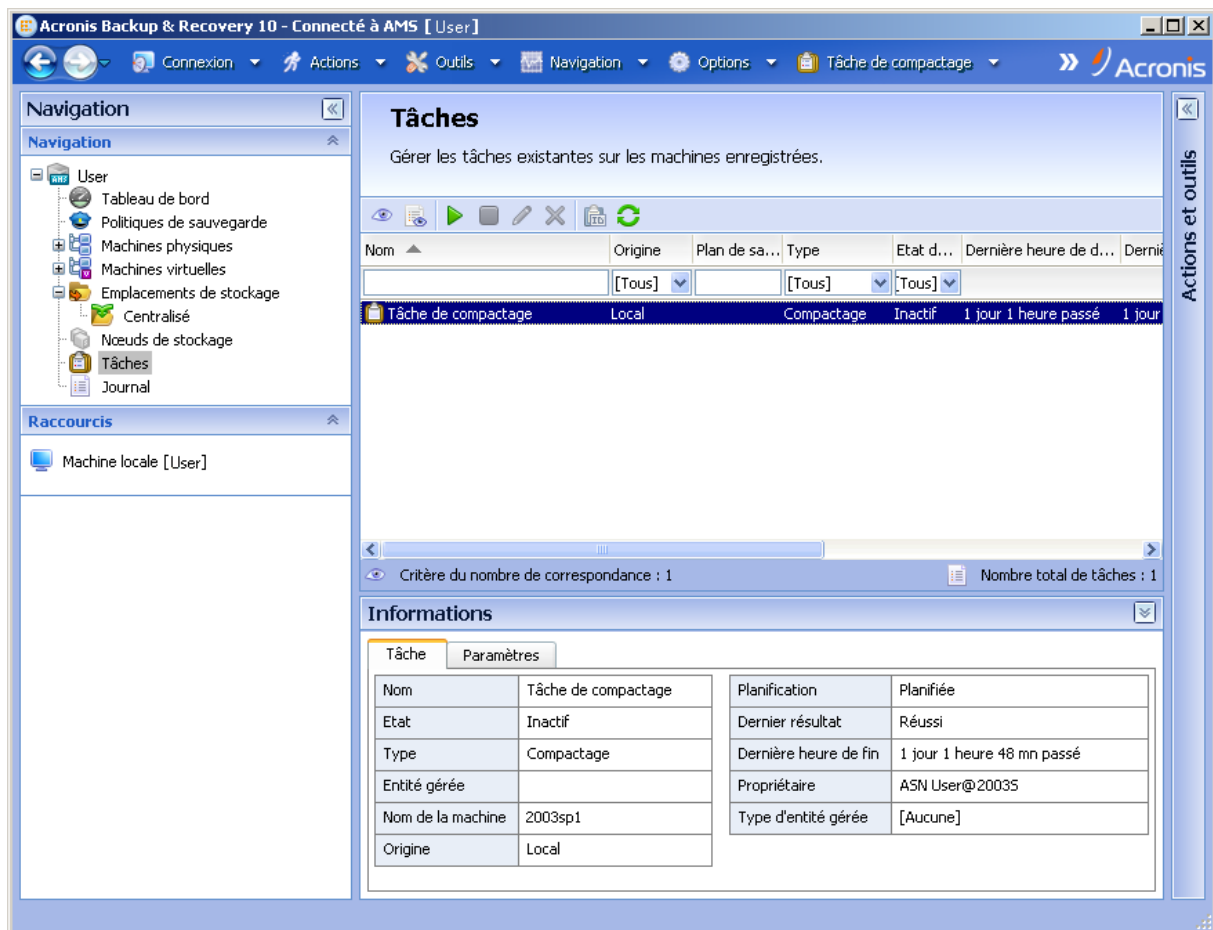 Acronis Backup & Recovery 10 - Connecté à AMS [User]
Connexion Actions Outils Navigation Options Tâche de compactage Acronis
Navigation
Navigation
User
Tableau de bord
Politiques de sauvegarde
Machines physiques
Machines virtuelles
Emplacements de stockage
Centralisé
Nœuds de stockage
Tâches
Journal
Raccourcis
Machine locale [User]
Tâches
Gérer les tâches existantes sur les machines enregistrées.
Nom Origine Plan de sa... Type Etat d... Dernière heure de d... Derniè
[Tous] [Tous] [Tous]
Tâche de compactage Local Compactage Inactif 1 jour 1 heure passé 1 jour
Critère du nombre de correspondance : 1 Nombre total de tâches : 1
Informations
Tâche Paramètres
Nom Tâche de compactage
Etat Inactif
Type Compactage
Entité gérée
Nom de la machine 2003sp1
Origine Local
Planification Planifiée
Dernier résultat Réussi
Dernière heure de fin 1 jour 1 heure 48 mn passé
Propriétaire ASN User@2003S
Type d'entité gérée [Aucune]
Actions et outils